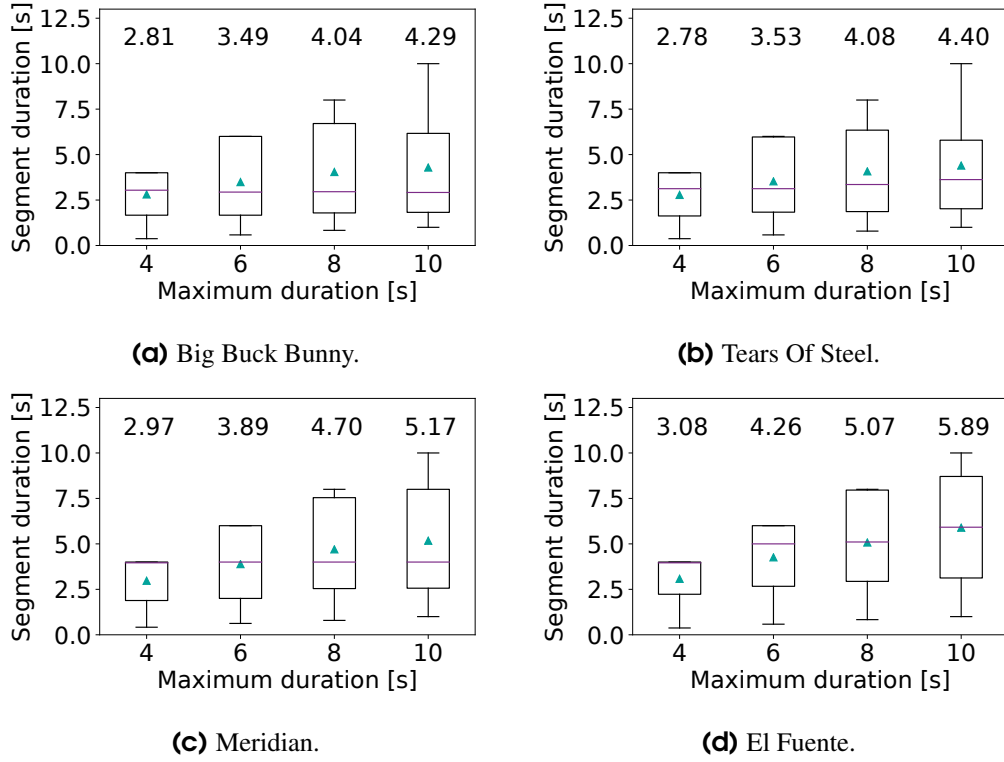 12.5
2.81 3.49 4.04 4.29
10.0
7.5
5.0
2.5
0.0
Segment duration [s]
4 6 8 10
Maximum duration [s]
(a) Big Buck Bunny.
12.5
2.78 3.53 4.08 4.40
10.0
7.5
5.0
2.5
0.0
Segment duration [s]
4 6 8 10
Maximum duration [s]
(b) Tears Of Steel.
12.5
2.97 3.89 4.70 5.17
10.0
7.5
5.0
2.5
0.0
Segment duration [s]
4 6 8 10
Maximum duration [s]
(c) Meridian.
12.5
3.08 4.26 5.07 5.89
10.0
7.5
5.0
2.5
0.0
Segment duration [s]
4 6 8 10
Maximum duration [s]
(d) El Fuente.